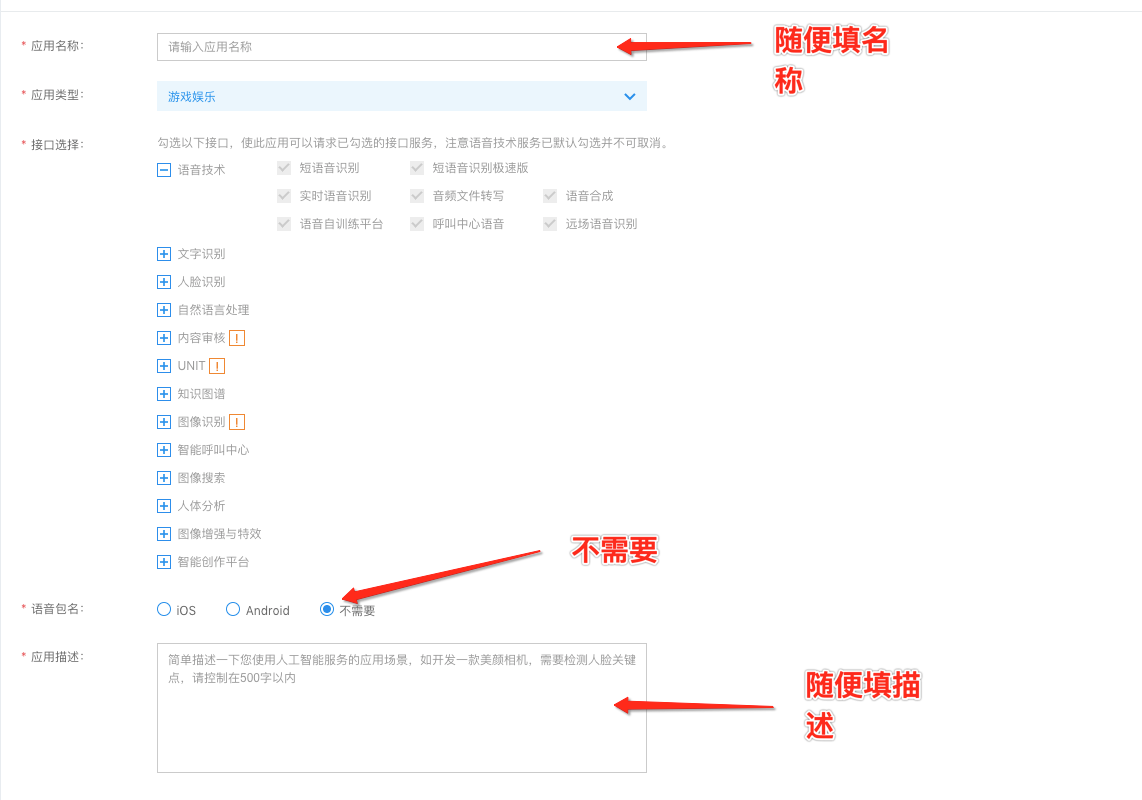 * 应用名称:
请输入应用名称
随便填名
称
* 应用类型:
游戏娱乐
* 接口选择:
勾选以下接口，使此应用可以请求已勾选的接口服务，注意语音技术服务已默认勾选并不可取消。
语音技术 短语音识别 短语音识别极速版
实时语音识别 音频文件转写 语音合成
语音自训练平台 呼叫中心语音 远场语音识别
文字识别
人脸识别
自然语言处理
内容审核 !
UNIT !
知识图谱
图像识别 !
智能呼叫中心
图像搜索
人体分析
图像增强与特效
智能创作平台
不需要
* 语音包名:
iOS Android 不需要
* 应用描述:
简单描述一下您使用人工智能服务的应用场景，如开发一款美颜相机，需要检测人脸关键
点，请控制在500字以内
随便填描
述